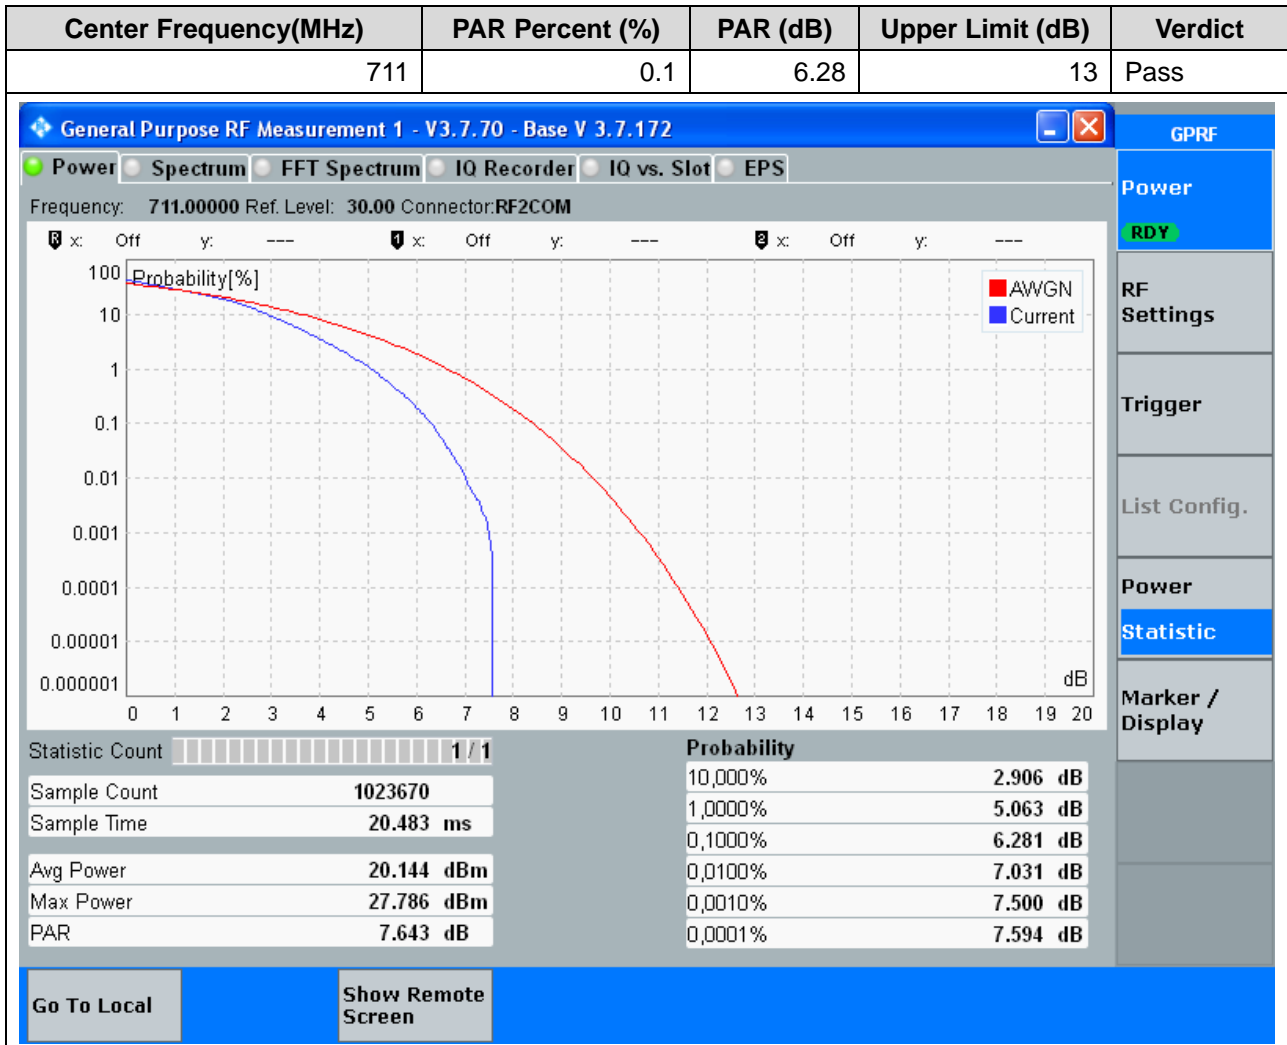 Center Frequency(MHz) PAR Percent (%) PAR (dB) Upper Limit (dB) Verdict
711 0.1 6.28 13 Pass
General Purpose RF Measurement 1 - V3.7.70 - Base V 3.7.172
GPRF
Power Spectrum FFT Spectrum IQ Recorder IQ vs. Slot EPS
Power
RDY
Frequency: 711.00000 Ref. Level: 30.00 Connector:RF2COM
R x: Off y: --- 1 x: Off y: --- 2 x: Off y: ---
Probability[%]
100
10
1
0.1
0.01
0.001
0.0001
0.00001
0.000001
AWGN
Current
dB
0 1 2 3 4 5 6 7 8 9 10 11 12 13 14 15 16 17 18 19 20
RF
Settings
Trigger
List Config.
Power
Statistic
Marker /
Display
Statistic Count 1 / 1
Sample Count 1023670
Sample Time 20.483 ms
Avg Power 20.144 dBm
Max Power 27.786 dBm
PAR 7.643 dB
Probability
10,000% 2.906 dB
1,0000% 5.063 dB
0,1000% 6.281 dB
0,0100% 7.031 dB
0,0010% 7.500 dB
0,0001% 7.594 dB
Go To Local
Show Remote
Screen